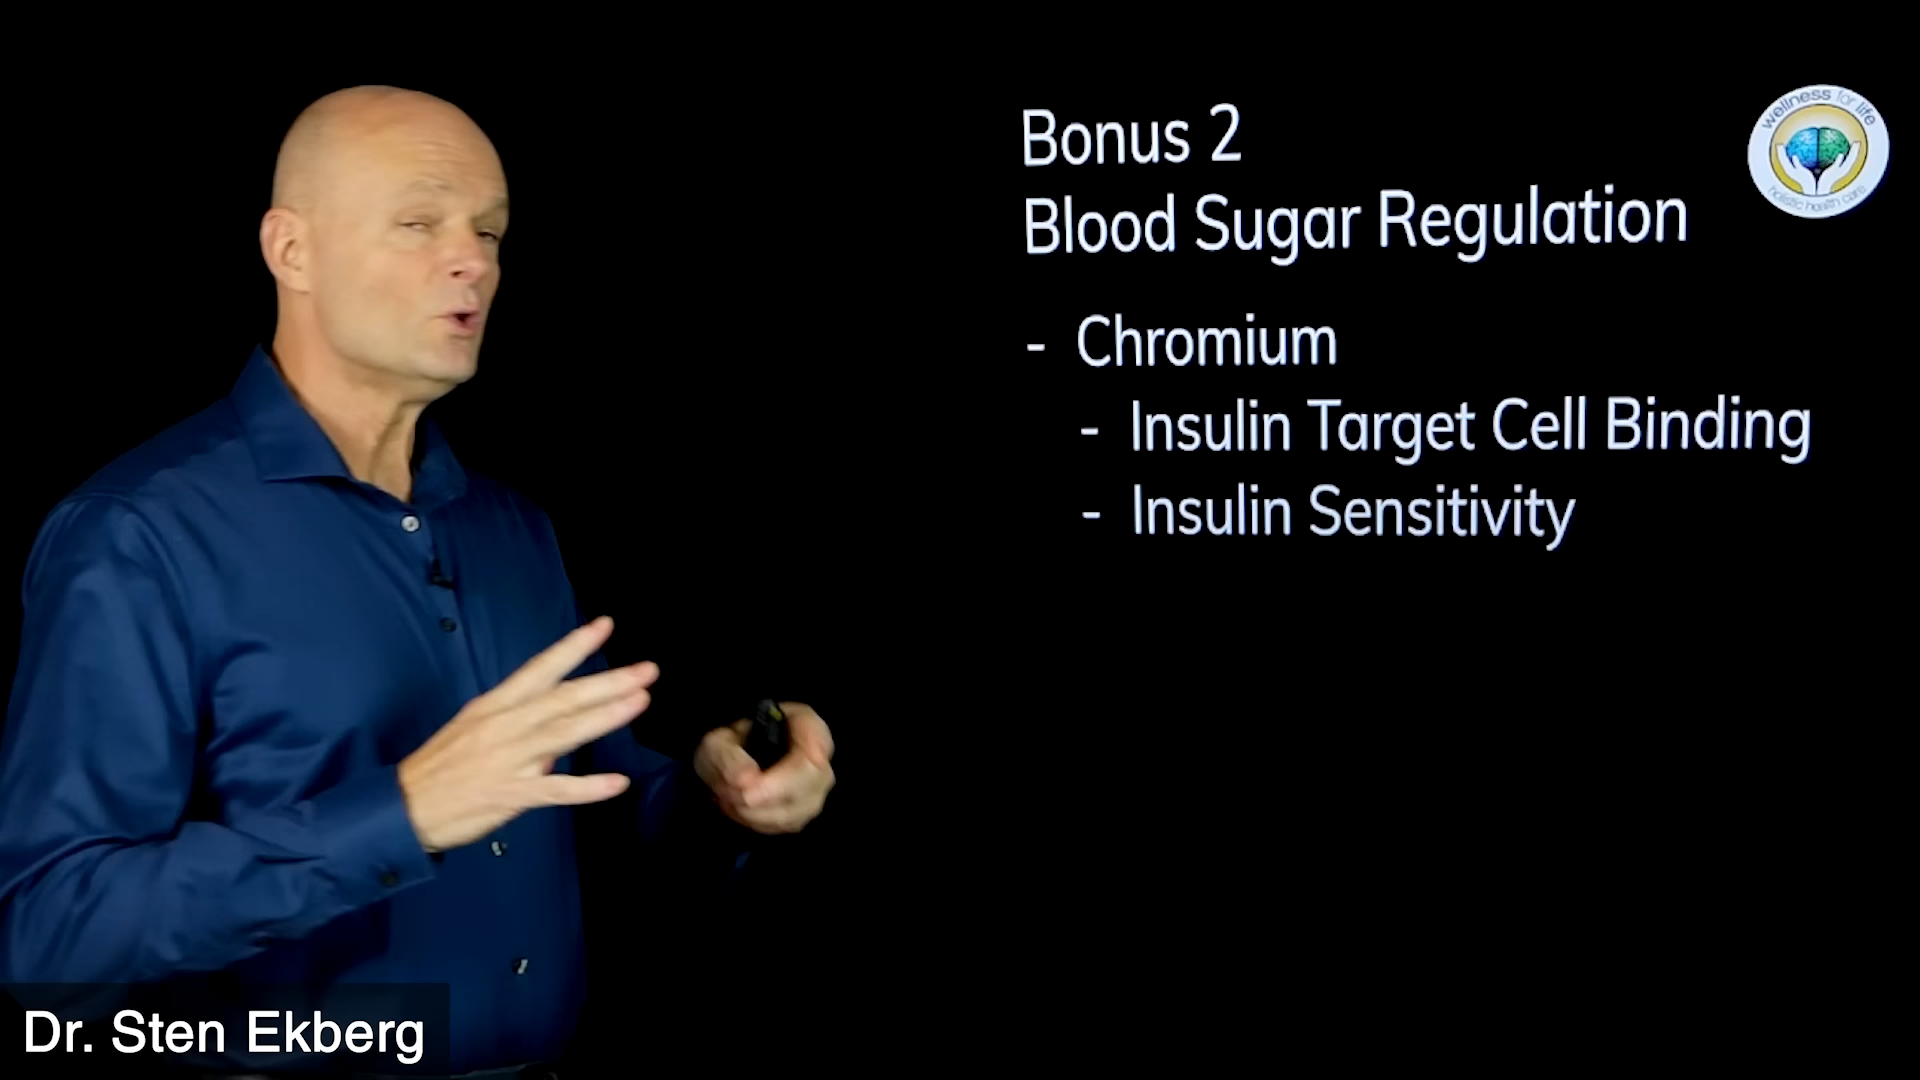 Bonus 2
Blood Sugar Regulation
- Chromium
- Insulin Target Cell Binding
- Insulin Sensitivity
wellness for life
holistic health care
Dr. Sten Ekberg